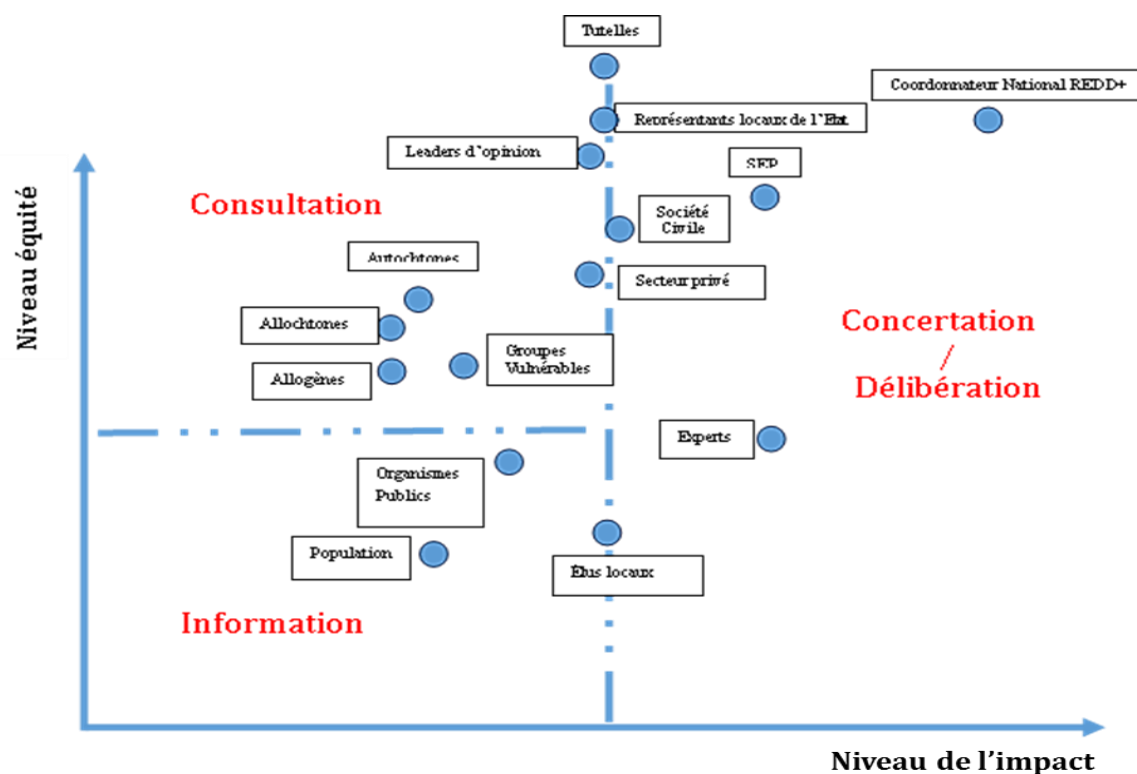 Tutelles
Coordonnateur National REDD+
Représentants locaux de l'Etat
Leaders d'opinion
SEP
Consultation
Société
Civile
Niveau équité
Autochtones
Secteur privé
Allochtones
Concertation
/
Délibération
Groupes
Vulnérables
Allogènes
Experts
Organismes
Publics
Population
Élus locaux
Information
Niveau de l'impact